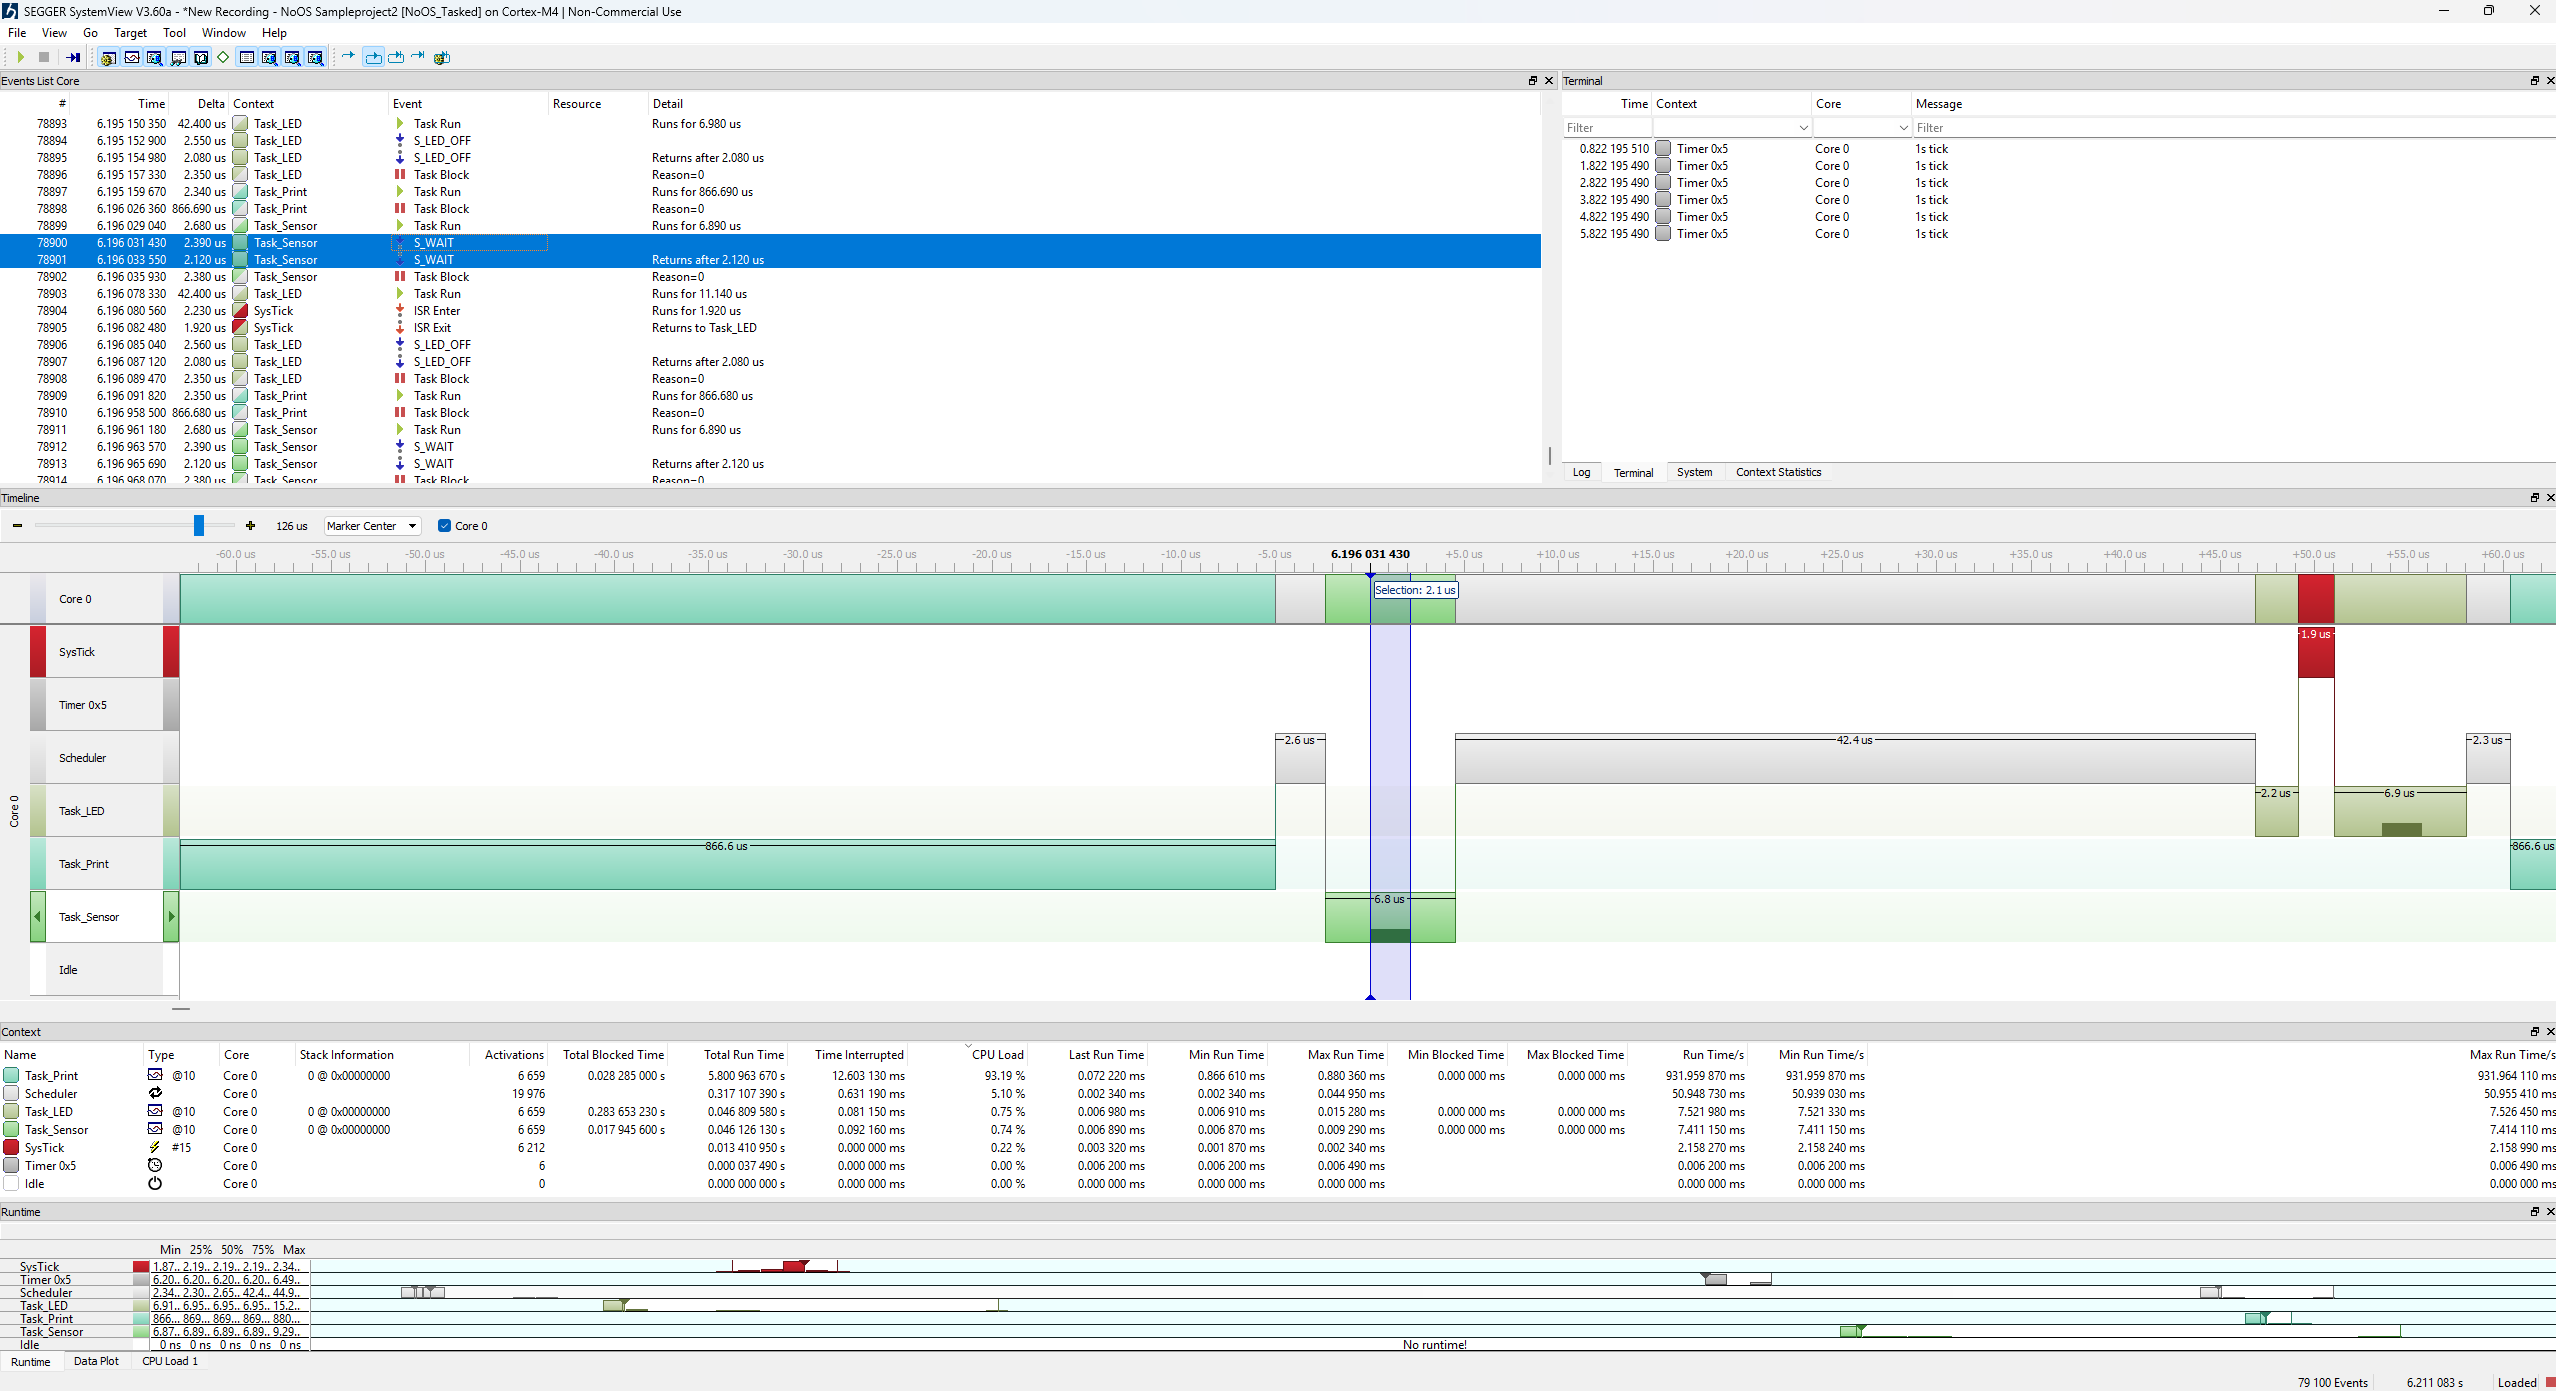 SEGGER SystemView V3.60a - *New Recording - NoOS Sampleproject2 [NoOS_Tasked] on Cortex-M4 | Non-Commercial Use
File View Go Target Tool Window Help
Events List Core
# Time Delta Context Event Resource Detail
78893 6.195 150 350 42.400 us Task_LED Task Run Runs for 6.980 us
78894 6.195 152 900 2.550 us Task_LED S_LED_OFF
78895 6.195 154 980 2.080 us Task_LED S_LED_OFF Returns after 2.080 us
78896 6.195 157 330 2.350 us Task_LED Task Block Reason=0
78897 6.195 159 670 2.340 us Task_Print Task Run Runs for 866.690 us
78898 6.196 026 360 866.690 us Task_Print Task Block Reason=0
78899 6.196 029 040 2.680 us Task_Sensor Task Run Runs for 6.890 us
78900 6.196 031 430 2.390 us Task_Sensor S_WAIT
78901 6.196 033 550 2.120 us Task_Sensor S_WAIT Returns after 2.120 us
78902 6.196 035 930 2.380 us Task_Sensor Task Block Reason=0
78903 6.196 078 330 42.400 us Task_LED Task Run Runs for 11.140 us
78904 6.196 080 560 2.230 us SysTick ISR Enter Runs for 1.920 us
78905 6.196 082 480 1.920 us SysTick ISR Exit Returns to Task_LED
78906 6.196 085 040 2.560 us Task_LED S_LED_OFF
78907 6.196 087 120 2.080 us Task_LED S_LED_OFF Returns after 2.080 us
78908 6.196 089 470 2.350 us Task_LED Task Block Reason=0
78909 6.196 091 820 2.350 us Task_Print Task Run Runs for 866.680 us
78910 6.196 958 500 866.680 us Task_Print Task Block Reason=0
78911 6.196 961 180 2.680 us Task_Sensor Task Run Runs for 6.890 us
78912 6.196 963 570 2.390 us Task_Sensor S_WAIT
78913 6.196 965 690 2.120 us Task_Sensor S_WAIT Returns after 2.120 us
78914 6.196 968 070 2.380 us Task_Sensor Task Block Reason=0
Terminal
Time Context Core Message
Filter Filter
0.822 195 510 Timer 0x5 Core 0 1s tick
1.822 195 490 Timer 0x5 Core 0 1s tick
2.822 195 490 Timer 0x5 Core 0 1s tick
3.822 195 490 Timer 0x5 Core 0 1s tick
4.822 195 490 Timer 0x5 Core 0 1s tick
5.822 195 490 Timer 0x5 Core 0 1s tick
Log Terminal System Context Statistics
Timeline
126 us Marker Center Core 0
-60.0 us -55.0 us -50.0 us -45.0 us -40.0 us -35.0 us -30.0 us -25.0 us -20.0 us -15.0 us -10.0 us -5.0 us 6.196 031 430 +5.0 us +10.0 us +15.0 us +20.0 us +25.0 us +30.0 us +35.0 us +40.0 us +45.0 us +50.0 us +55.0 us +60.0 us
Core 0 Selection: 2.1 us
SysTick 1.9 us
Timer 0x5
Scheduler 2.6 us 42.4 us 2.3 us
Core 0
Task_LED 2.2 us 6.9 us
Task_Print 866.6 us 866.6 us
Task_Sensor 6.8 us
Idle
Context
Name Type Core Stack Information Activations Total Blocked Time Total Run Time Time Interrupted CPU Load Last Run Time Min Run Time Max Run Time Min Blocked Time Max Blocked Time Run Time/s Min Run Time/s Max Run Time/s
Task_Print @10 Core 0 0 @ 0x00000000 6 659 0.028 285 000 s 5.800 963 670 s 12.603 130 ms 93.19 % 0.072 220 ms 0.866 610 ms 0.880 360 ms 0.000 000 ms 0.000 000 ms 931.959 870 ms 931.959 870 ms 931.964 110 ms
Scheduler Core 0 19 976 0.317 107 390 s 0.631 190 ms 5.10 % 0.002 340 ms 0.002 340 ms 0.044 950 ms 50.948 730 ms 50.939 030 ms 50.955 410 ms
Task_LED @10 Core 0 0 @ 0x00000000 6 659 0.283 653 230 s 0.046 809 580 s 0.081 150 ms 0.75 % 0.006 980 ms 0.006 910 ms 0.015 280 ms 0.000 000 ms 0.000 000 ms 7.521 980 ms 7.521 330 ms 7.526 450 ms
Task_Sensor @10 Core 0 0 @ 0x00000000 6 659 0.017 945 600 s 0.046 126 130 s 0.092 160 ms 0.74 % 0.006 890 ms 0.006 870 ms 0.009 290 ms 0.000 000 ms 0.000 000 ms 7.411 150 ms 7.411 150 ms 7.414 110 ms
SysTick #15 Core 0 6 212 0.013 410 950 s 0.000 000 ms 0.22 % 0.003 320 ms 0.001 870 ms 0.002 340 ms 2.158 270 ms 2.158 240 ms 2.158 990 ms
Timer 0x5 Core 0 6 0.000 037 490 s 0.000 000 ms 0.00 % 0.006 200 ms 0.006 200 ms 0.006 490 ms 0.006 200 ms 0.006 200 ms 0.006 490 ms
Idle Core 0 0 0.000 000 000 s 0.000 000 ms 0.00 % 0.000 000 ms 0.000 000 ms 0.000 000 ms 0.000 000 ms 0.000 000 ms 0.000 000 ms
Runtime
Min 25% 50% 75% Max
SysTick 1.87.. 2.19.. 2.19.. 2.19.. 2.34..
Timer 0x5 6.20.. 6.20.. 6.20.. 6.20.. 6.49..
Scheduler 2.34.. 2.30.. 2.65.. 42.4.. 44.9..
Task_LED 6.91.. 6.95.. 6.95.. 6.95.. 15.2..
Task_Print 866... 869... 869... 869... 880...
Task_Sensor 6.87.. 6.89.. 6.89.. 6.89.. 9.29..
Idle 0 ns 0 ns 0 ns 0 ns 0 ns No runtime!
Runtime Data Plot CPU Load 1
79 100 Events 6.211 083 s Loaded